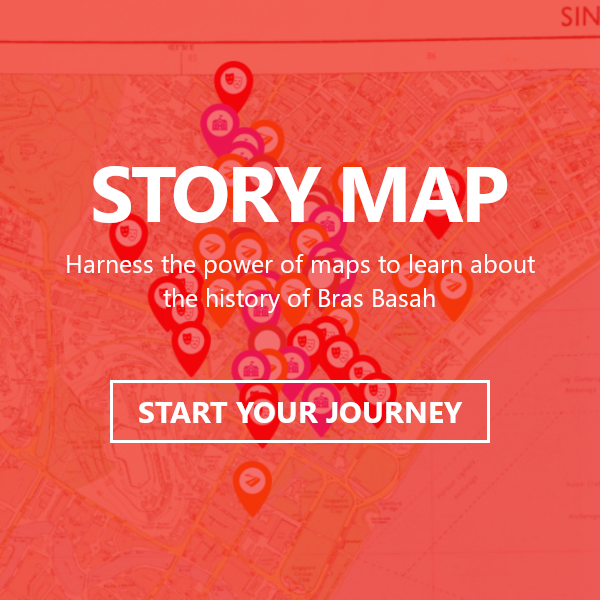 SIN
STORY MAP
Harness the power of maps to learn about
the history of Bras Basah
START YOUR JOURNEY